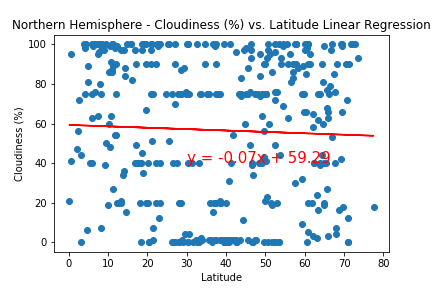 Northern Hemisphere - Cloudiness (%) vs. Latitude Linear Regression
100
80
60
40
20
0
Cloudiness (%)
y = -0.07x + 59.29
0 10 20 30 40 50 60 70 80
Latitude